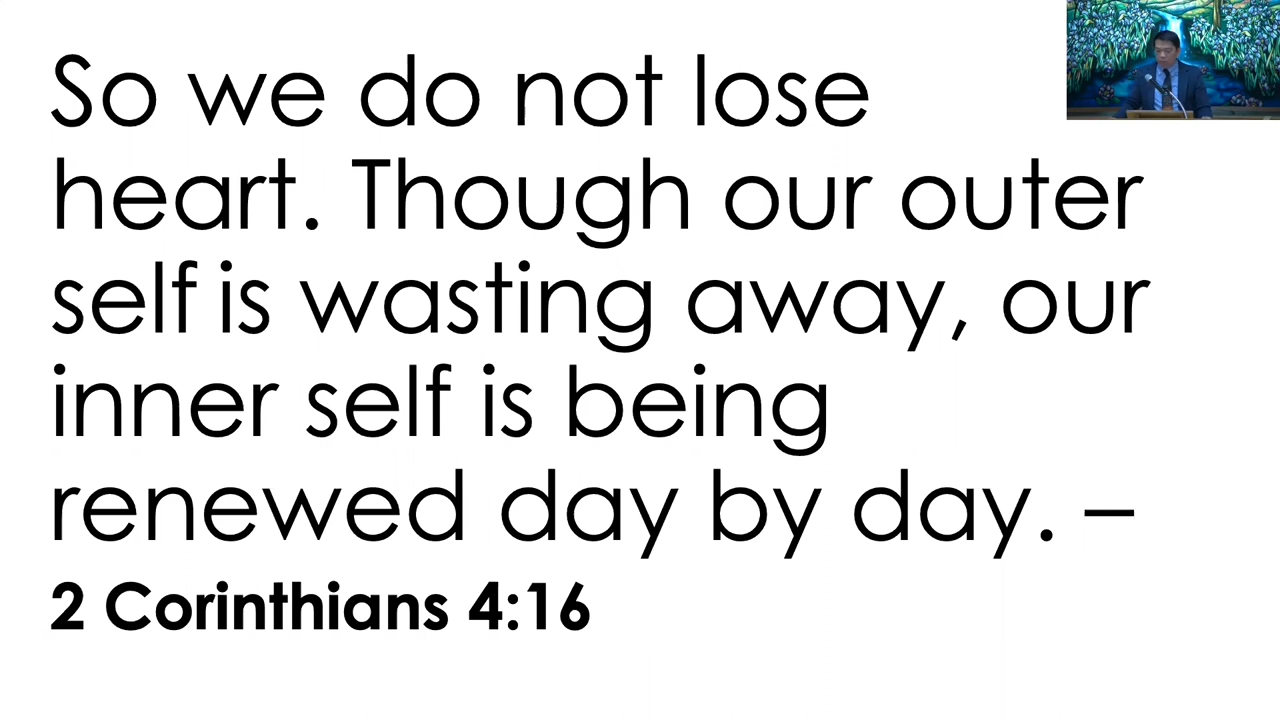 So we do not lose
heart. Though our outer
self is wasting away, our
inner self is being
renewed day by day. –
2 Corinthians 4:16